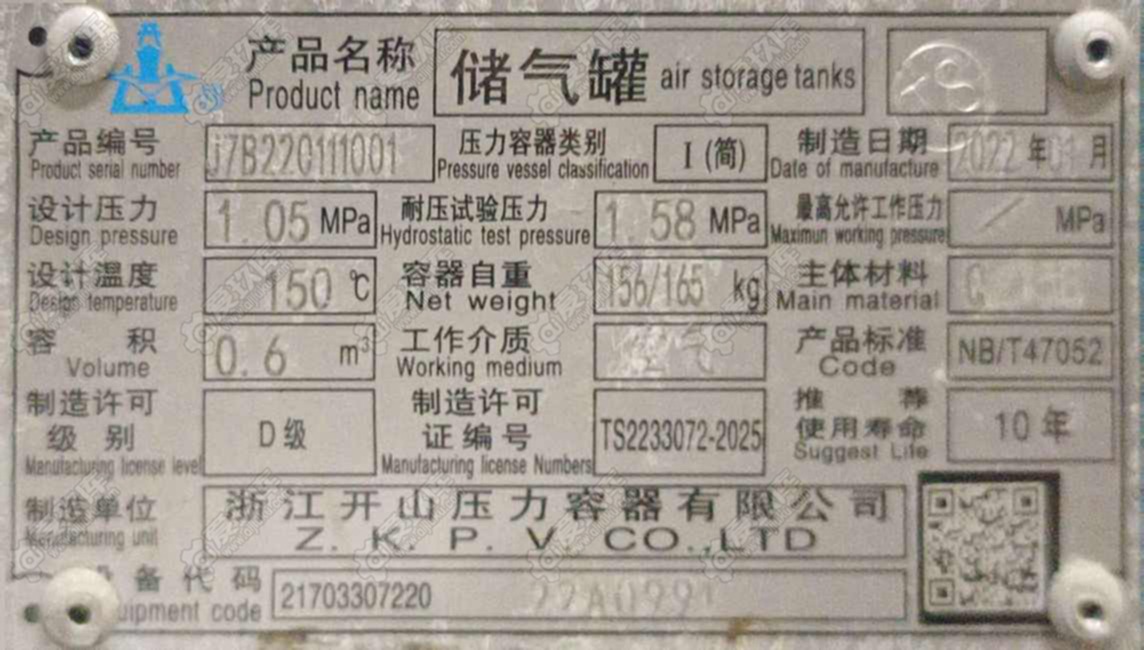 产品名称 储气罐 air storage tanks
Product name
产品编号 J7B220111001 压力容器类别 I (简) 制造日期 2022 年 01 月
Product serial number Pressure vessel classification Date of manufacture
设计压力 1.05 MPa 耐压试验压力 1.58 MPa 最高允许工作压力 / MPa
Design pressure Hydrostatic test pressure Maximun working pressure
设计温度 150 ℃ 容器自重 156/165 kg 主体材料
Design temperature Net weight Main material
容 积 0.6 m³ 工作介质 空气 产品标准 NB/T47052
Volume Working medium Code
制造许可 制造许可 推 荐
级 别 D 级 证编号 TS2233072-2025 使用寿命 10 年
Manufacturing license level Manufacturing license Numbers Suggest Life
制造单位 浙江开山压力容器有限公司
Manufacturing unit Z. K. P. V. CO.,LTD
备代码 21703307220
uipment code